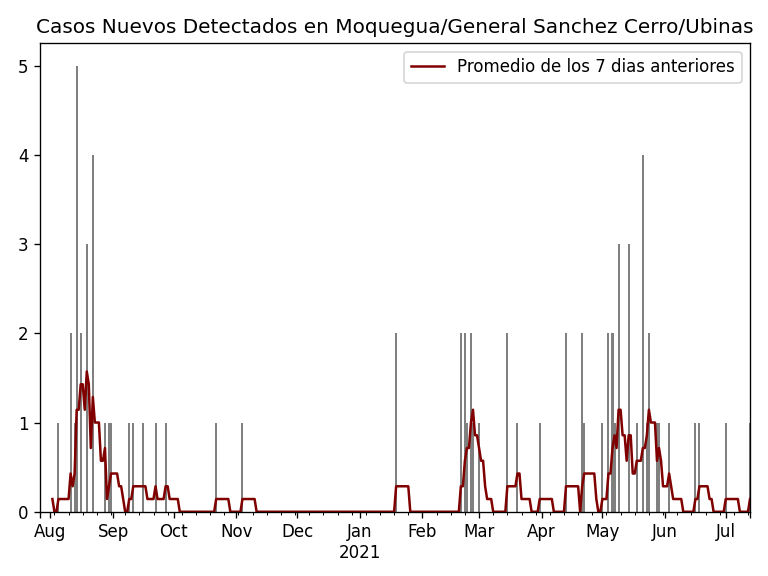 Casos Nuevos Detectados en Moquegua/General Sanchez Cerro/Ubinas
Promedio de los 7 dias anteriores
5
4
3
2
1
0
Aug Sep Oct Nov Dec Jan Feb Mar Apr May Jun Jul
2021